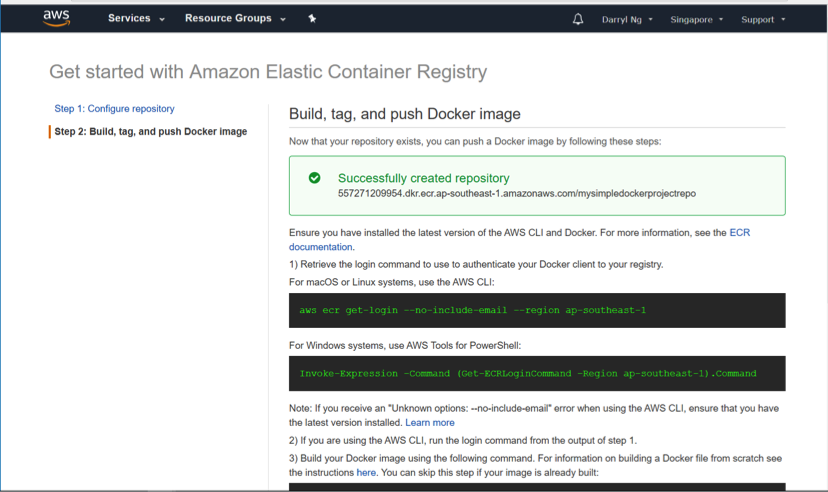 aws
Services
Resource Groups
Darryl Ng
Singapore
Support
Get started with Amazon Elastic Container Registry
Step 1: Configure repository
Step 2: Build, tag, and push Docker image
Build, tag, and push Docker image
Now that your repository exists, you can push a Docker image by following these steps:
Successfully created repository
557271209954.dkr.ecr.ap-southeast-1.amazonaws.com/mysimpledockerprojectrepo
Ensure you have installed the latest version of the AWS CLI and Docker. For more information, see the ECR
documentation.
1) Retrieve the login command to use to authenticate your Docker client to your registry.
For macOS or Linux systems, use the AWS CLI:
aws ecr get-login --no-include-email --region ap-southeast-1
For Windows systems, use AWS Tools for PowerShell:
Invoke-Expression -Command (Get-ECRLoginCommand -Region ap-southeast-1).Command
Note: If you receive an "Unknown options: --no-include-email" error when using the AWS CLI, ensure that you have
the latest version installed. Learn more
2) If you are using the AWS CLI, run the login command from the output of step 1.
3) Build your Docker image using the following command. For information on building a Docker file from scratch see
the instructions here. You can skip this step if your image is already built: